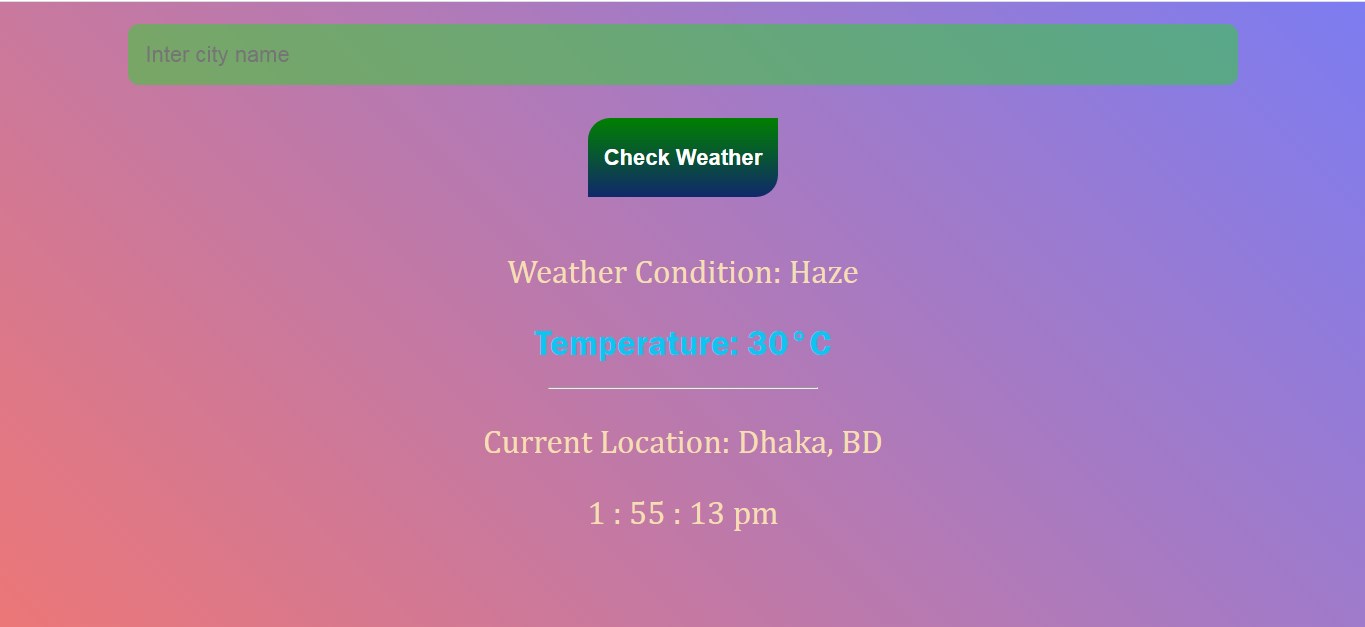 Inter city name
Check Weather
Weather Condition: Haze
Temperature: 30°C
Current Location: Dhaka, BD
1 : 55 : 13 pm